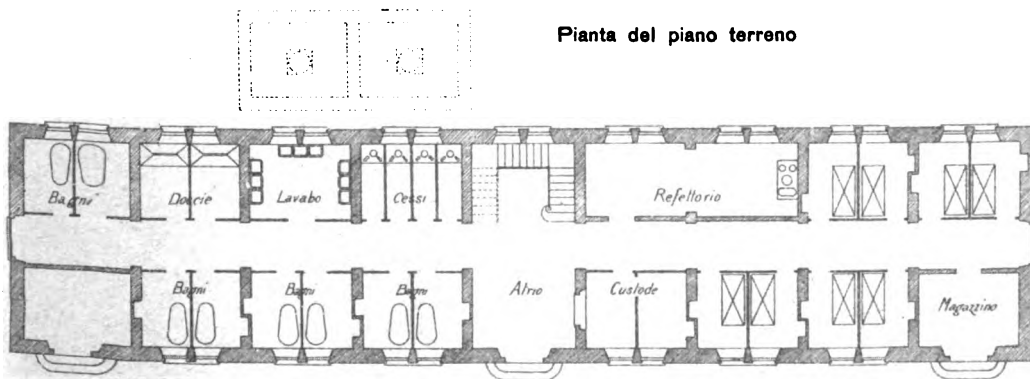 Pianta del piano terreno
Bagni
Doccie
Lavabo
Cessi
Refettorio
Bagni
Bagni
Bagni
Atrio
Custode
Magazzino